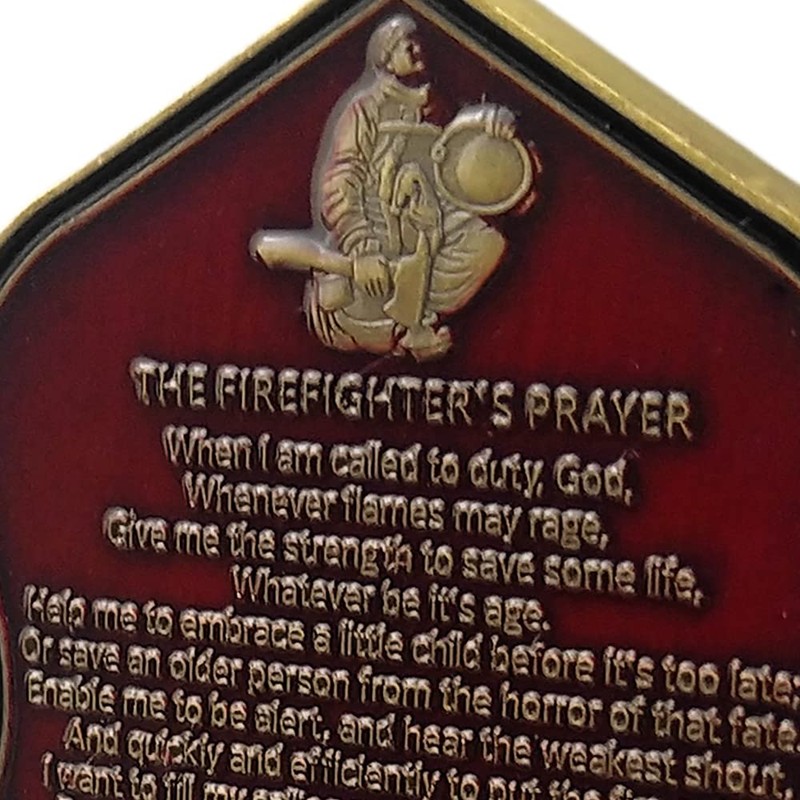 THE FIREFIGHTER'S PRAYER
When I am called to duty, God,
Whenever flames may rage,
Give me the strength to save some life,
Whatever be it's age.
Help me to embrace a little child before it's too late;
Or save an older person from the horror of that fate.
Enable me to be alert, and hear the weakest shout,
And quickly and efficiently to put the
I want to fill my